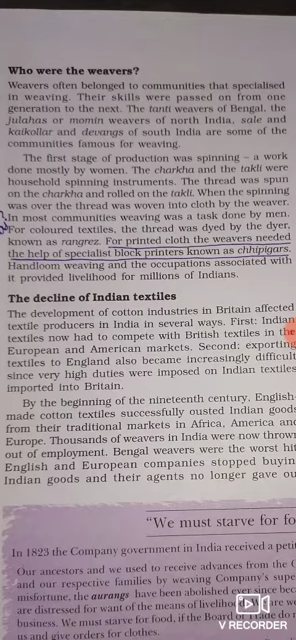 Who were the weavers?
Weavers often belonged to communities that specialised
in weaving. Their skills were passed on from one
generation to the next. The tanti weavers of Bengal, the
julahas or momin weavers of north India, sale and
kaikollar and devangs of south India are some of the
communities famous for weaving.
The first stage of production was spinning – a work
done mostly by women. The charkha and the takli were
household spinning instruments. The thread was spun
on the charkha and rolled on the takli. When the spinning
was over the thread was woven into cloth by the weaver.
In most communities weaving was a task done by men.
For coloured textiles, the thread was dyed by the dyer,
known as rangrez. For printed cloth the weavers needed
the help of specialist block printers known as chhipigars.
Handloom weaving and the occupations associated with
it provided livelihood for millions of Indians.
The decline of Indian textiles
The development of cotton industries in Britain affected
textile producers in India in several ways. First: Indian
textiles now had to compete with British textiles in the
European and American markets. Second: exporting
textiles to England also became increasingly difficult
since very high duties were imposed on Indian textiles
imported into Britain.
By the beginning of the nineteenth century, English-
made cotton textiles successfully ousted Indian goods
from their traditional markets in Africa, America and
Europe. Thousands of weavers in India were now thrown
out of employment. Bengal weavers were the worst hit
English and European companies stopped buyin
Indian goods and their agents no longer gave ou
"We must starve for fo
In 1823 the Company government in India received a peti
Our ancestors and we used to receive advances from the C
and our respective families by weaving Company's supe
misfortune, the aurangs have been abolished ever since
are distressed for want of the means of livelihood
business. We must starve for food, if the Board of Trade do
us and give orders for clothes.
V RECORDER